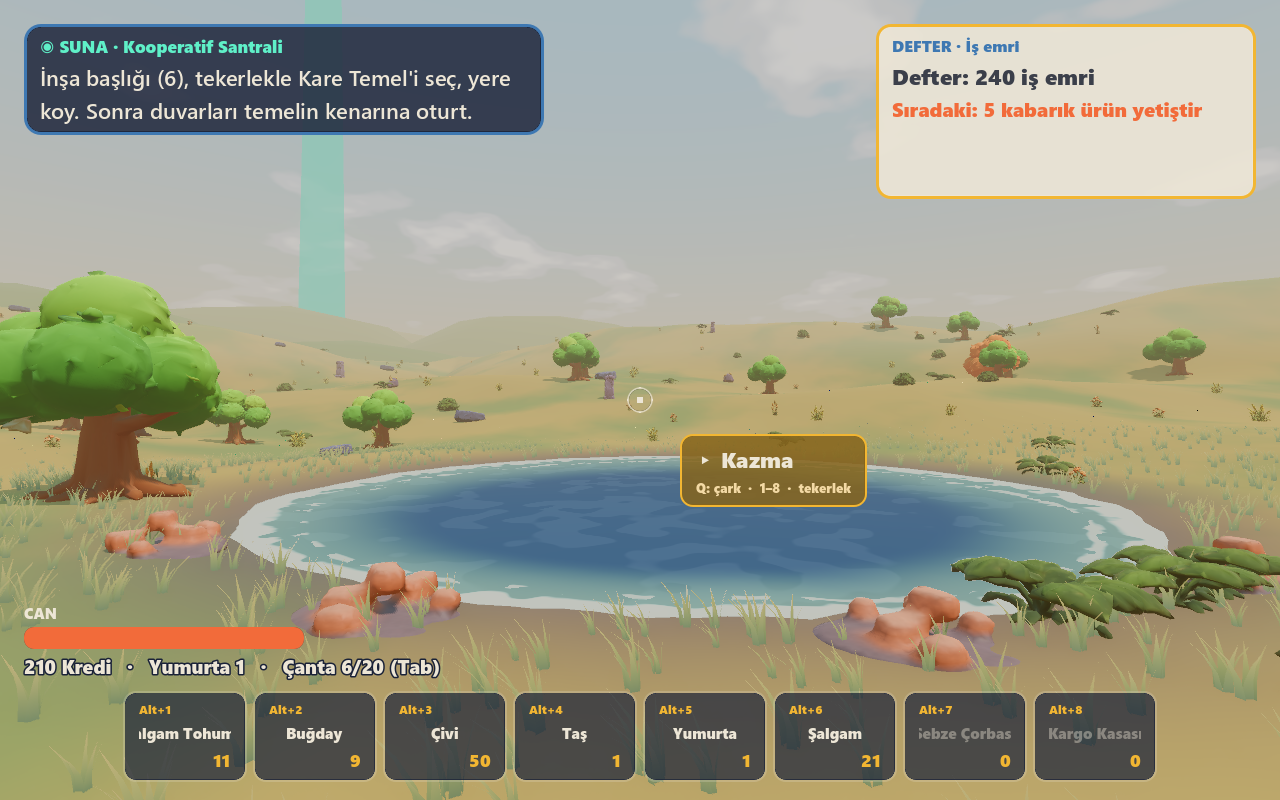 ◉ SUNA · Kooperatif Santrali
İnşa başlığı (6), tekerlekle Kare Temel'i seç, yere
koy. Sonra duvarları temelin kenarına oturt.
DEFTER · İş emri
Defter: 240 iş emri
Sıradaki: 5 kabarık ürün yetiştir
▸ Kazma
Q: çark · 1–8 · tekerlek
CAN
210 Kredi · Yumurta 1 · Çanta 6/20 (Tab)
Alt+1
algam Tohum
11
Alt+2
Buğday
9
Alt+3
Çivi
50
Alt+4
Taş
1
Alt+5
Yumurta
1
Alt+6
Şalgam
21
Alt+7
Sebze Çorbas
0
Alt+8
Kargo Kasası
0